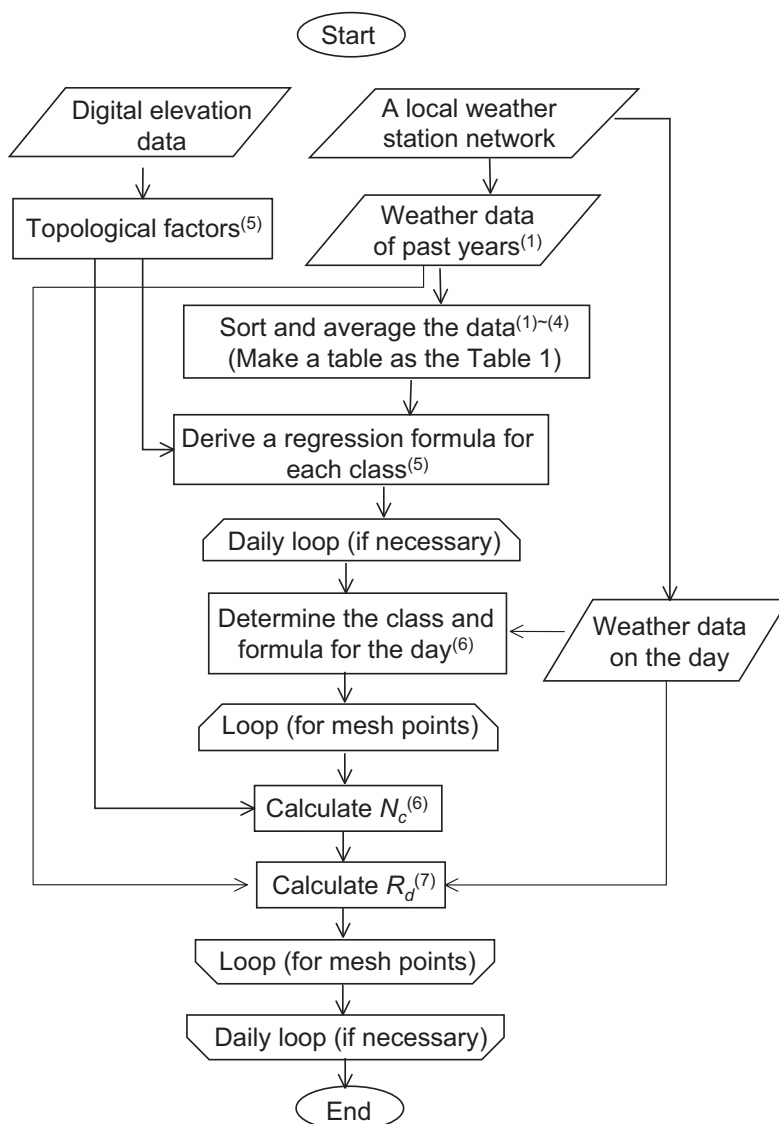 Start
Digital elevation
data
A local weather
station network
Topological factors(5)
Weather data
of past years(1)
Sort and average the data(1)~(4)
(Make a table as the Table 1)
Derive a regression formula for
each class(5)
Daily loop (if necessary)
Determine the class and
formula for the day(6)
Weather data
on the day
Loop (for mesh points)
Calculate Nc(6)
Calculate Rd(7)
Loop (for mesh points)
Daily loop (if necessary)
End